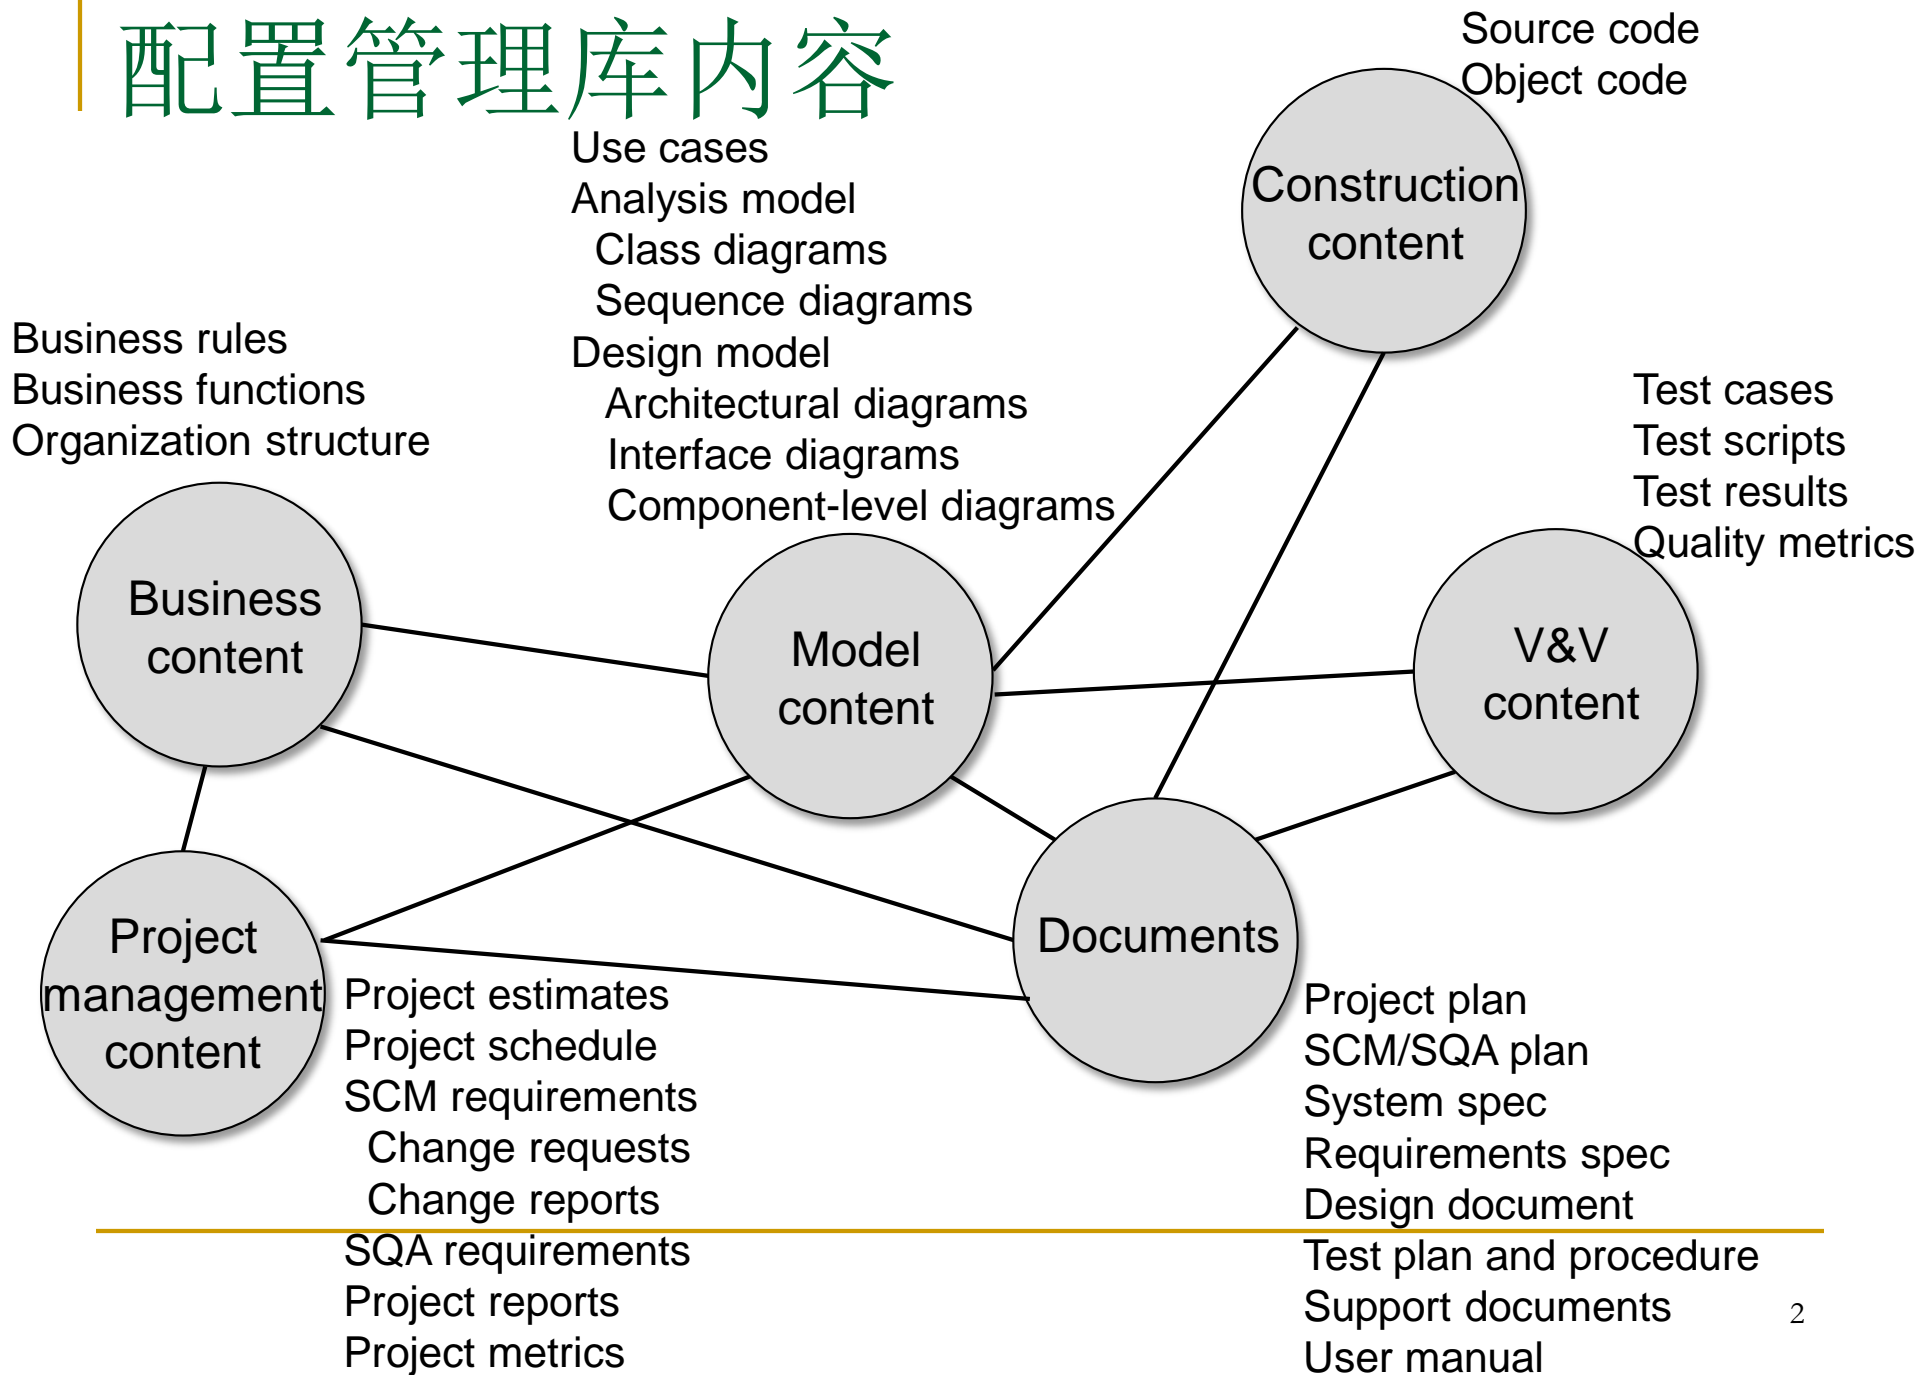 配置管理库内容
Source code
Object code
Use cases
Analysis model
Class diagrams
Sequence diagrams
Design model
Architectural diagrams
Interface diagrams
Component-level diagrams
Construction
content
Business rules
Business functions
Organization structure
Test cases
Test scripts
Test results
Quality metrics
Business
content
Model
content
V&V
content
Project
management
content
Documents
Project estimates
Project schedule
SCM requirements
Change requests
Change reports
SQA requirements
Project reports
Project metrics
Project plan
SCM/SQA plan
System spec
Requirements spec
Design document
Test plan and procedure
Support documents
User manual
2